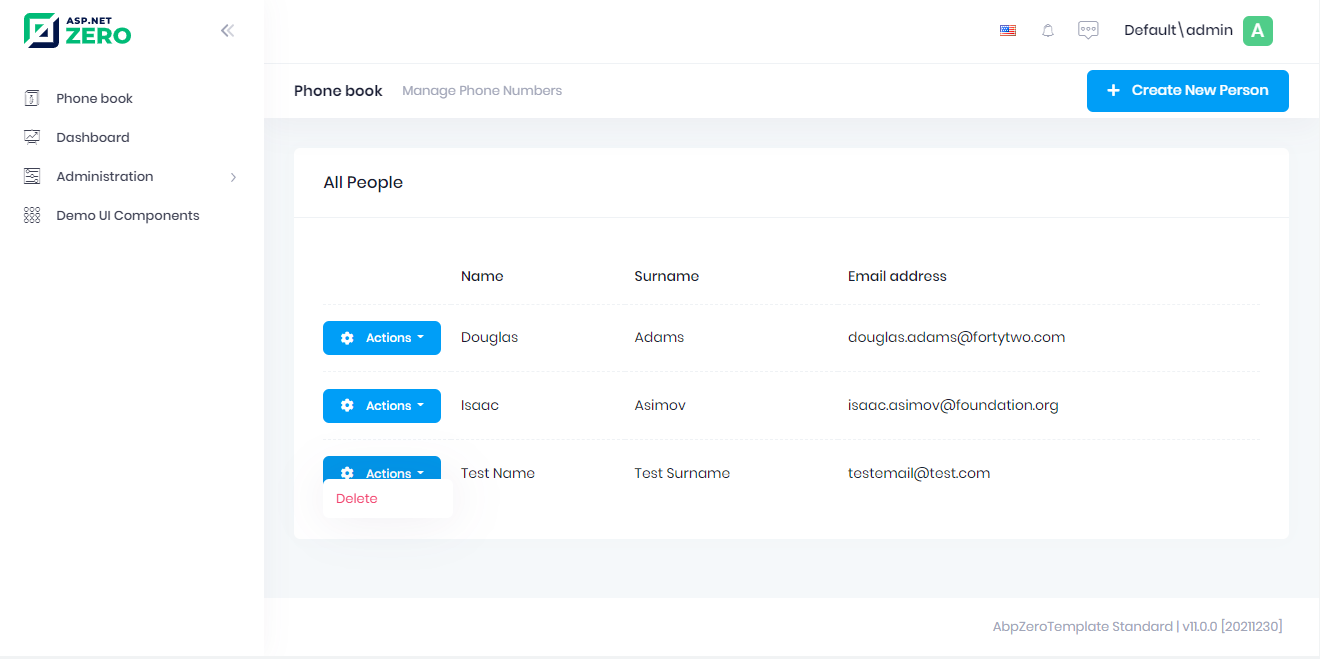 ASP.NET
ZERO
Default\admin
A
Phone book
Dashboard
Administration
Demo UI Components
Phone book Manage Phone Numbers
+ Create New Person
All People
Name Surname Email address
Actions Douglas Adams douglas.adams@fortytwo.com
Actions Isaac Asimov isaac.asimov@foundation.org
Actions Test Name Test Surname testemail@test.com
Delete
AbpZeroTemplate Standard | v11.0.0 [20211230]